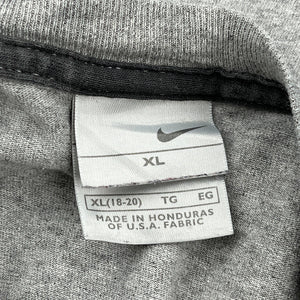 XL
XL(18-20) TG EG
MADE IN HONDURAS
OF U.S.A. FABRIC